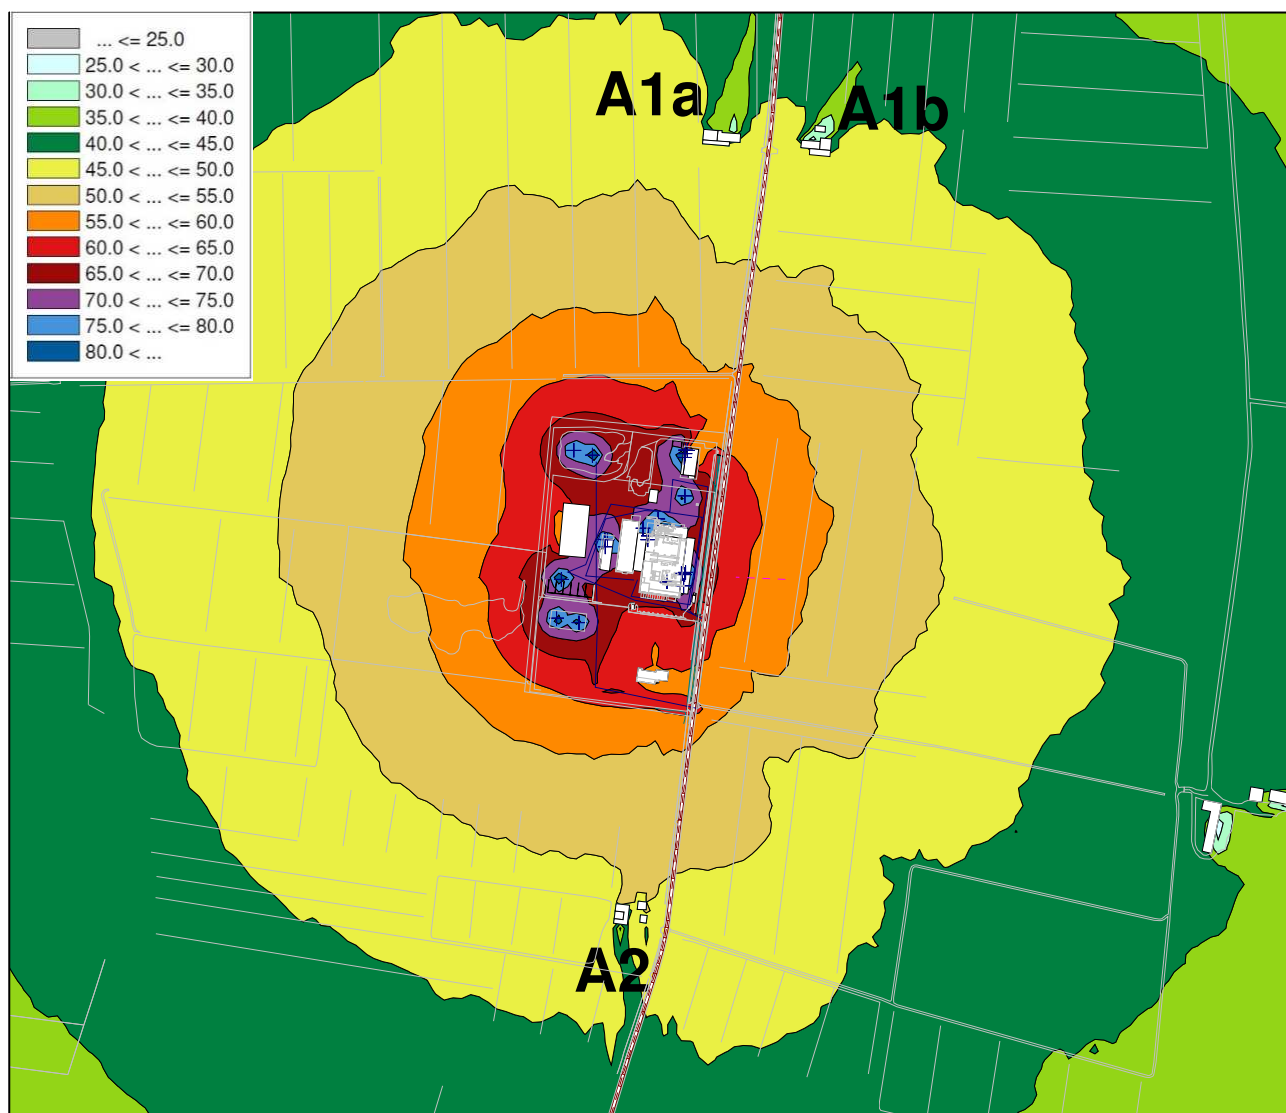 ... <= 25.0
25.0 < ... <= 30.0
30.0 < ... <= 35.0
35.0 < ... <= 40.0
40.0 < ... <= 45.0
45.0 < ... <= 50.0
50.0 < ... <= 55.0
55.0 < ... <= 60.0
60.0 < ... <= 65.0
65.0 < ... <= 70.0
70.0 < ... <= 75.0
75.0 < ... <= 80.0
80.0 < ...
A1a
A1b
A2